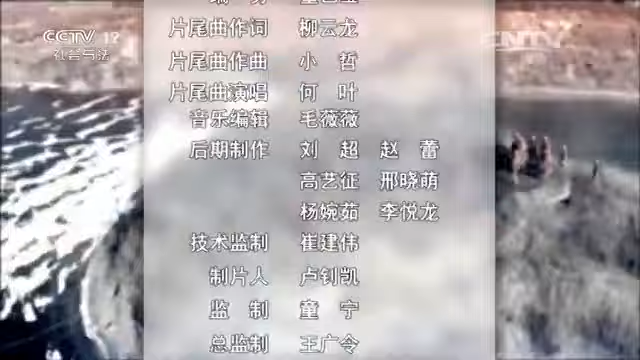 CCTV 12
社会与法
CNTV
片尾曲作词 柳云龙
片尾曲作曲 小 哲
片尾曲演唱 何 叶
音乐编辑 毛薇薇
后期制作 刘 超 赵 蕾
高艺征 邢晓萌
杨婉茹 李悦龙
技术监制 崔建伟
制片人 卢钊凯
监 制 童 宁
总监制 王广令